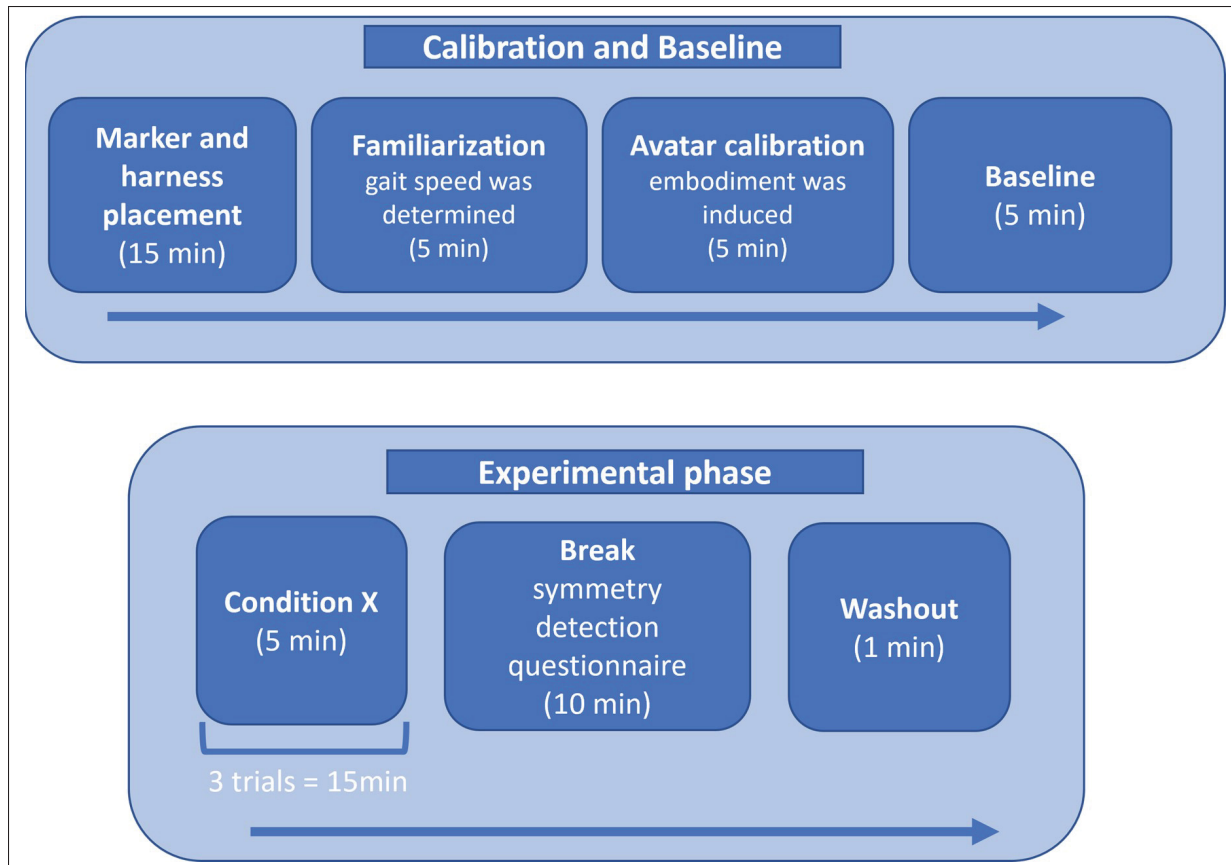 Calibration and Baseline
Marker and
harness
placement
(15 min)
Familiarization
gait speed was
determined
(5 min)
Avatar calibration
embodiment was
induced
(5 min)
Baseline
(5 min)
Experimental phase
Condition X
(5 min)
3 trials = 15min
Break
symmetry
detection
questionnaire
(10 min)
Washout
(1 min)